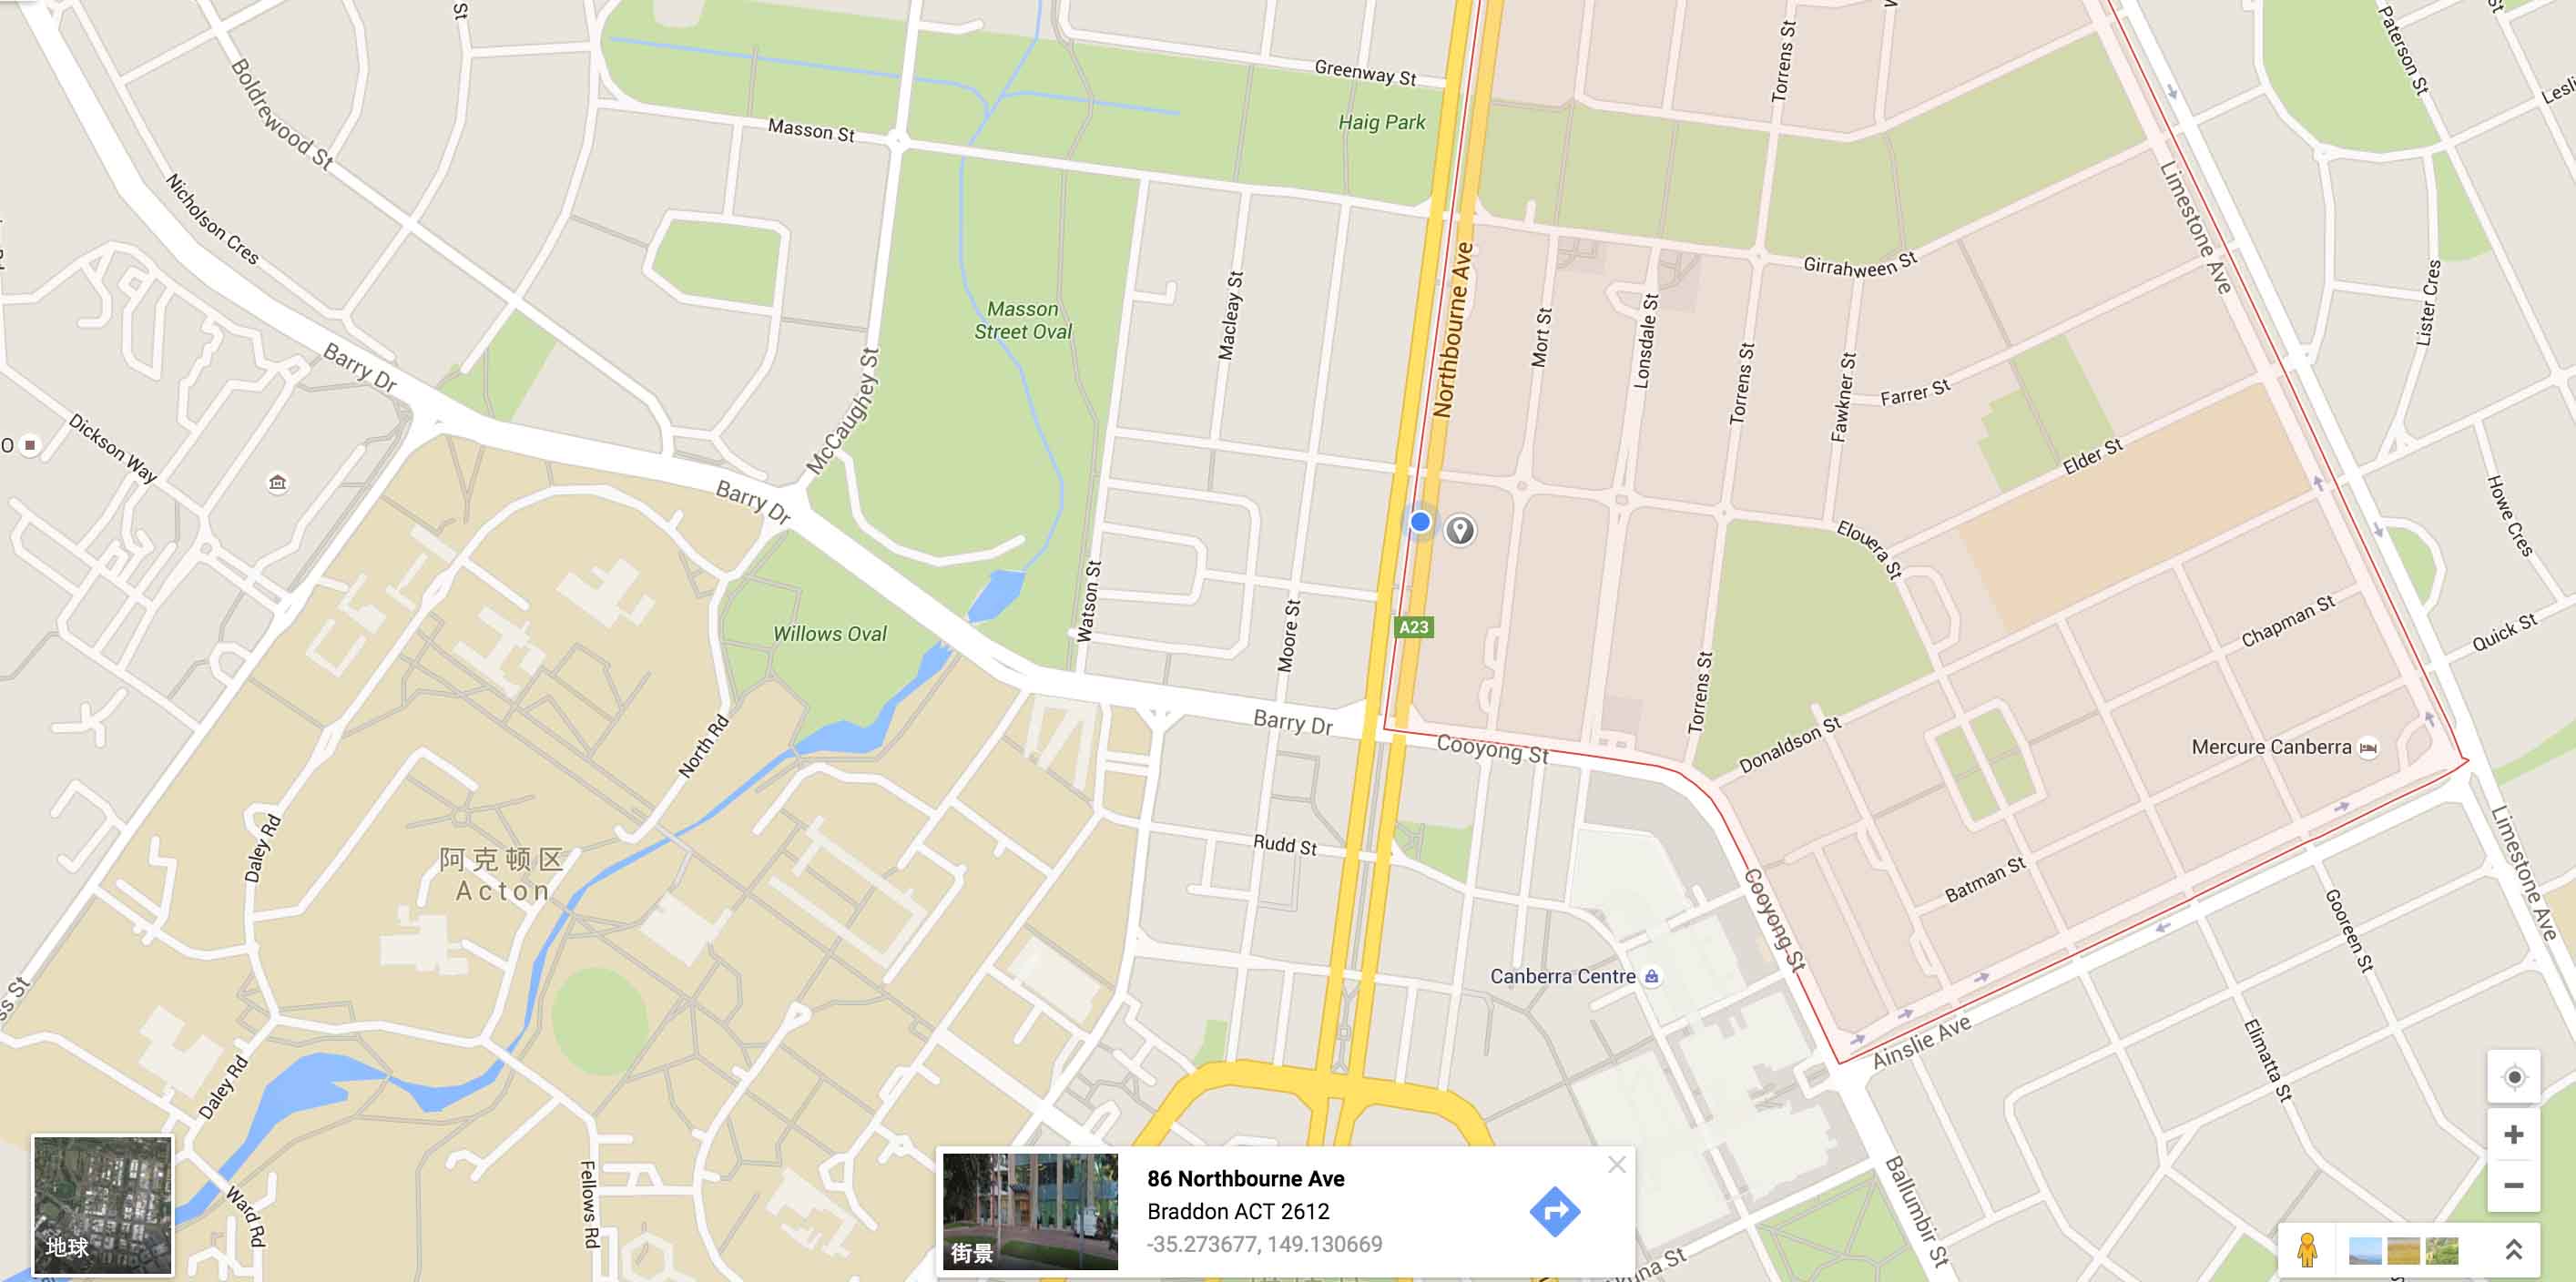 St
Paterson St
Torrens St
Greenway St
Boldrewood St
Masson St
Haig Park
Limestone Ave
Nicholson Cres
Northbourne Ave
Girrahween St
Masson
Street Oval
Macleay St
Mort St
Lonsdale St
Lister Cres
Barry Dr
McCaughey St
Torrens St
Fawkner St
Farrer St
Dickson Way
Elder St
Barry Dr
Howe Cres
Elouera St
Watson St
Moore St
Willows Oval
A23
Chapman St
Quick St
Torrens St
North Rd
Barry Dr
Cooyong St
Donaldson St
Mercure Canberra
Daley Rd
Rudd St
阿克顿区
Acton
Batman St
Limestone Ave
Cooyong St
Gooreen St
Canberra Centre
Ainslie Ave
Elimatta St
Daley Rd
Fellows Rd
Ward Rd
Ballumbir St
地球
街景
86 Northbourne Ave
Braddon ACT 2612
-35.273677, 149.130669